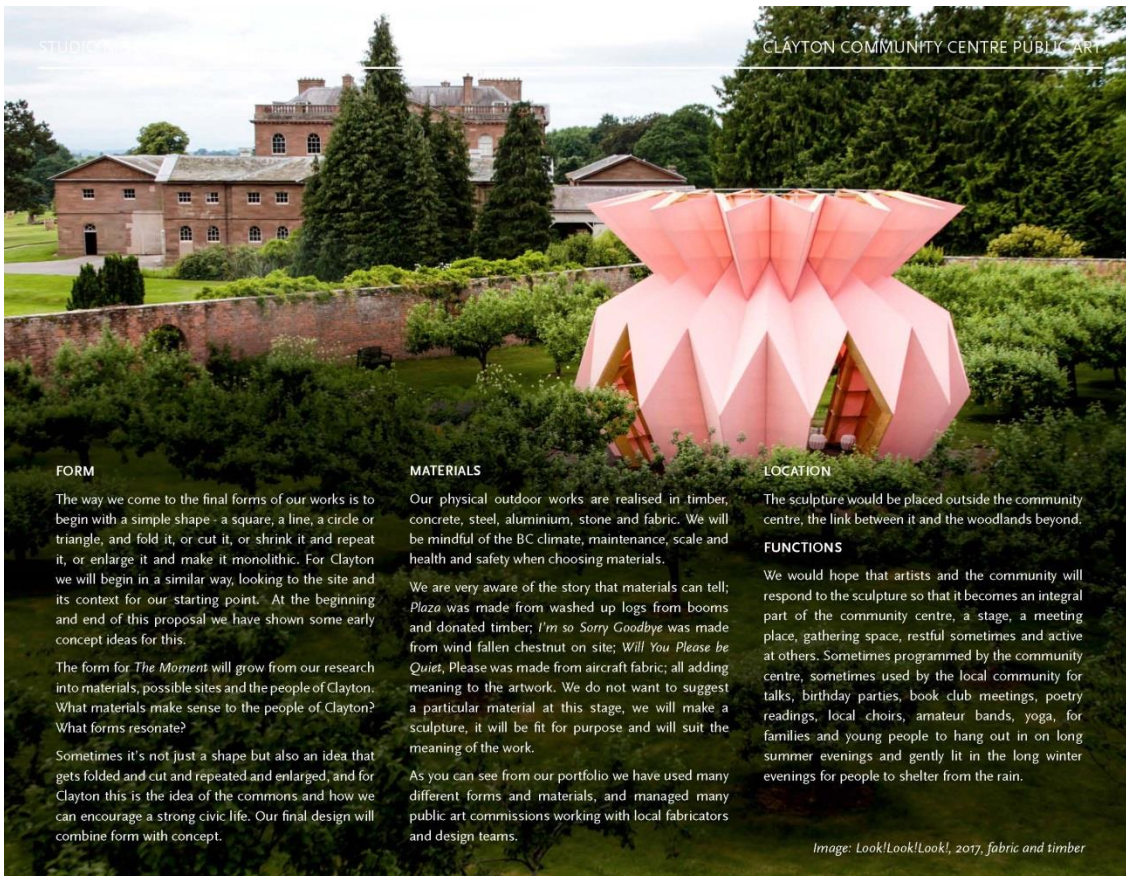 STUDIO
CLAYTON COMMUNITY CENTRE PUBLIC ART
FORM
The way we come to the final forms of our works is to
begin with a simple shape - a square, a line, a circle or
triangle, and fold it, or cut it, or shrink it and repeat
it, or enlarge it and make it monolithic. For Clayton
we will begin in a similar way, looking to the site and
its context for our starting point. At the beginning
and end of this proposal we have shown some early
concept ideas for this.
The form for The Moment will grow from our research
into materials, possible sites and the people of Clayton.
What materials make sense to the people of Clayton?
What forms resonate?
Sometimes it's not just a shape but also an idea that
gets folded and cut and repeated and enlarged, and for
Clayton this is the idea of the commons and how we
can encourage a strong civic life. Our final design will
combine form with concept.
MATERIALS
Our physical outdoor works are realised in timber,
concrete, steel, aluminium, stone and fabric. We will
be mindful of the BC climate, maintenance, scale and
health and safety when choosing materials.
We are very aware of the story that materials can tell;
Plaza was made from washed up logs from booms
and donated timber; I'm so Sorry Goodbye was made
from wind fallen chestnut on site; Will You Please be
Quiet, Please was made from aircraft fabric; all adding
meaning to the artwork. We do not want to suggest
a particular material at this stage, we will make a
sculpture, it will be fit for purpose and will suit the
meaning of the work.
As you can see from our portfolio we have used many
different forms and materials, and managed many
public art commissions working with local fabricators
and design teams.
LOCATION
The sculpture would be placed outside the community
centre, the link between it and the woodlands beyond.
FUNCTIONS
We would hope that artists and the community will
respond to the sculpture so that it becomes an integral
part of the community centre, a stage, a meeting
place, gathering space, restful sometimes and active
at others. Sometimes programmed by the community
centre, sometimes used by the local community for
talks, birthday parties, book club meetings, poetry
readings, local choirs, amateur bands, yoga, for
families and young people to hang out in on long
summer evenings and gently lit in the long winter
evenings for people to shelter from the rain.
Image: Look!Look!Look!, 2017, fabric and timber